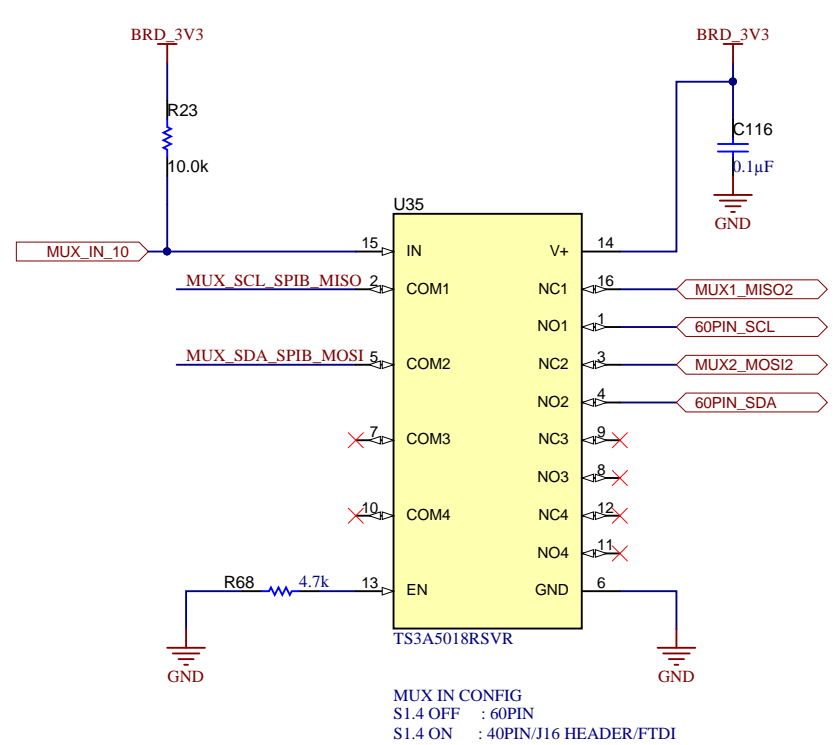 BRD_3V3
BRD_3V3
R23
10.0k
C116
0.1µF
GND
U35
MUX_IN_10
15
IN
V+
14
MUX_SCL_SPIB_MISO
2
COM1
NC1
16
MUX1_MISO2
NO1
1
60PIN_SCL
MUX_SDA_SPIB_MOSI
5
COM2
NC2
3
MUX2_MOSI2
NO2
4
60PIN_SDA
7
COM3
NC3
9
NO3
8
10
COM4
NC4
12
NO4
11
R68
4.7k
13
EN
GND
6
TS3A5018RSVR
GND
GND
MUX IN CONFIG
S1.4 OFF : 60PIN
S1.4 ON : 40PIN/J16 HEADER/FTDI